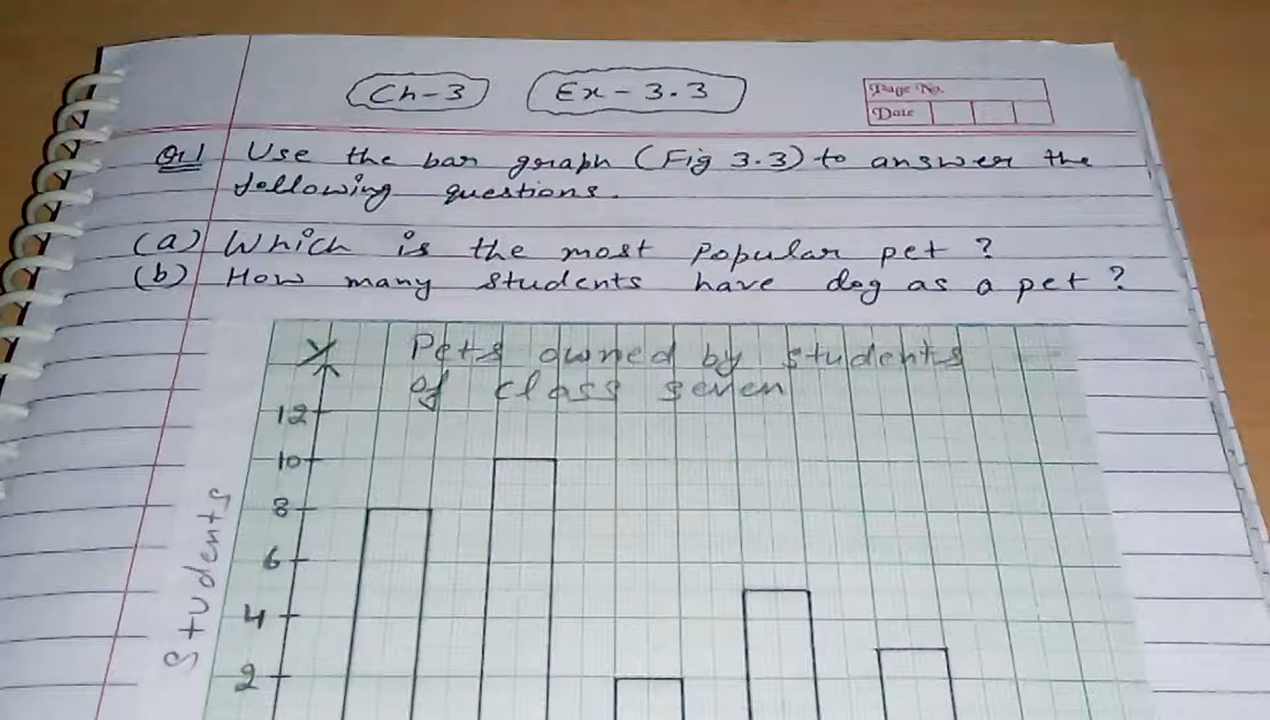 Ch-3 Ex-3.3
Page No.
Date
Q.1 Use the bar graph (Fig 3.3) to answer the
following questions.
(a) Which is the most popular pet ?
(b) How many students have dog as a pet ?
Y Pets owned by students
of class seven
12
10
8
6
4
2
Students